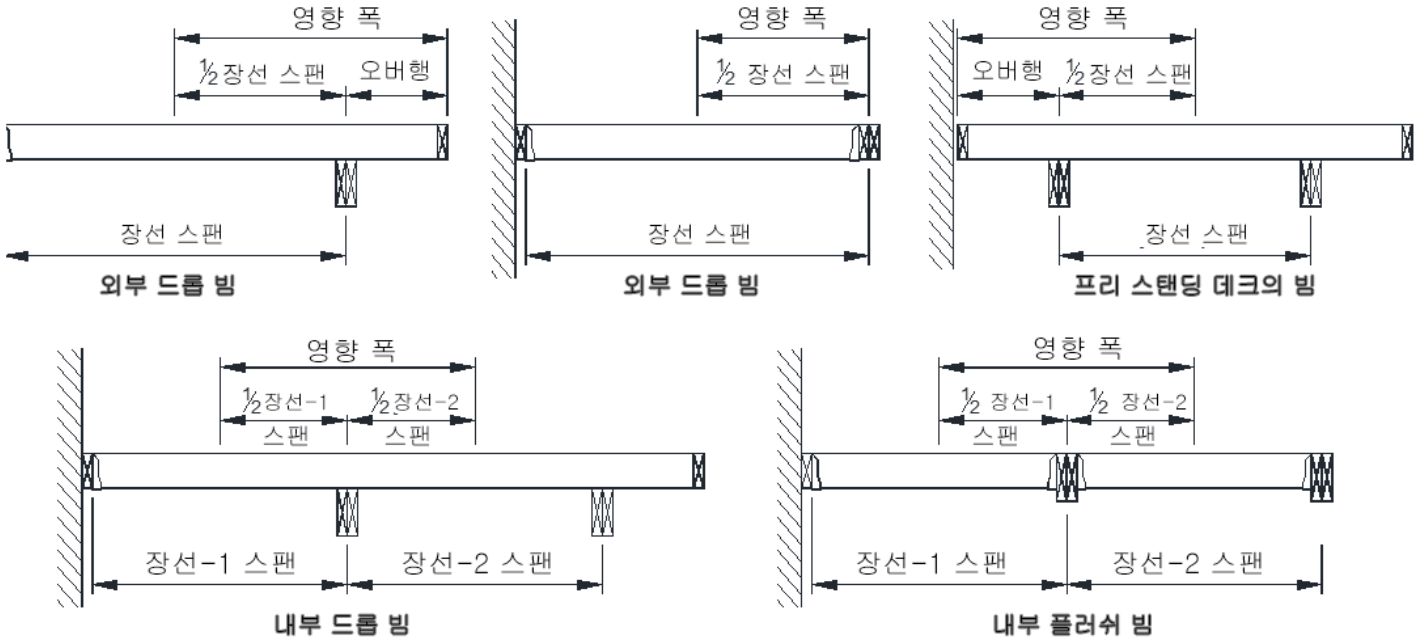 영향 폭
½장선 스팬 오버행
장선 스팬
외부 드롭 빔
영향 폭
½ 장선 스팬
장선 스팬
외부 드롭 빔
영향 폭
오버행 ½장선 스팬
장선 스팬
프리 스탠딩 데크의 빔
영향 폭
½장선-1 ½장선-2
스팬 스팬
장선-1 스팬 장선-2 스팬
내부 드롭 빔
영향 폭
½ 장선-1 ½ 장선-2
스팬 스팬
장선-1 스팬 장선-2 스팬
내부 플러쉬 빔